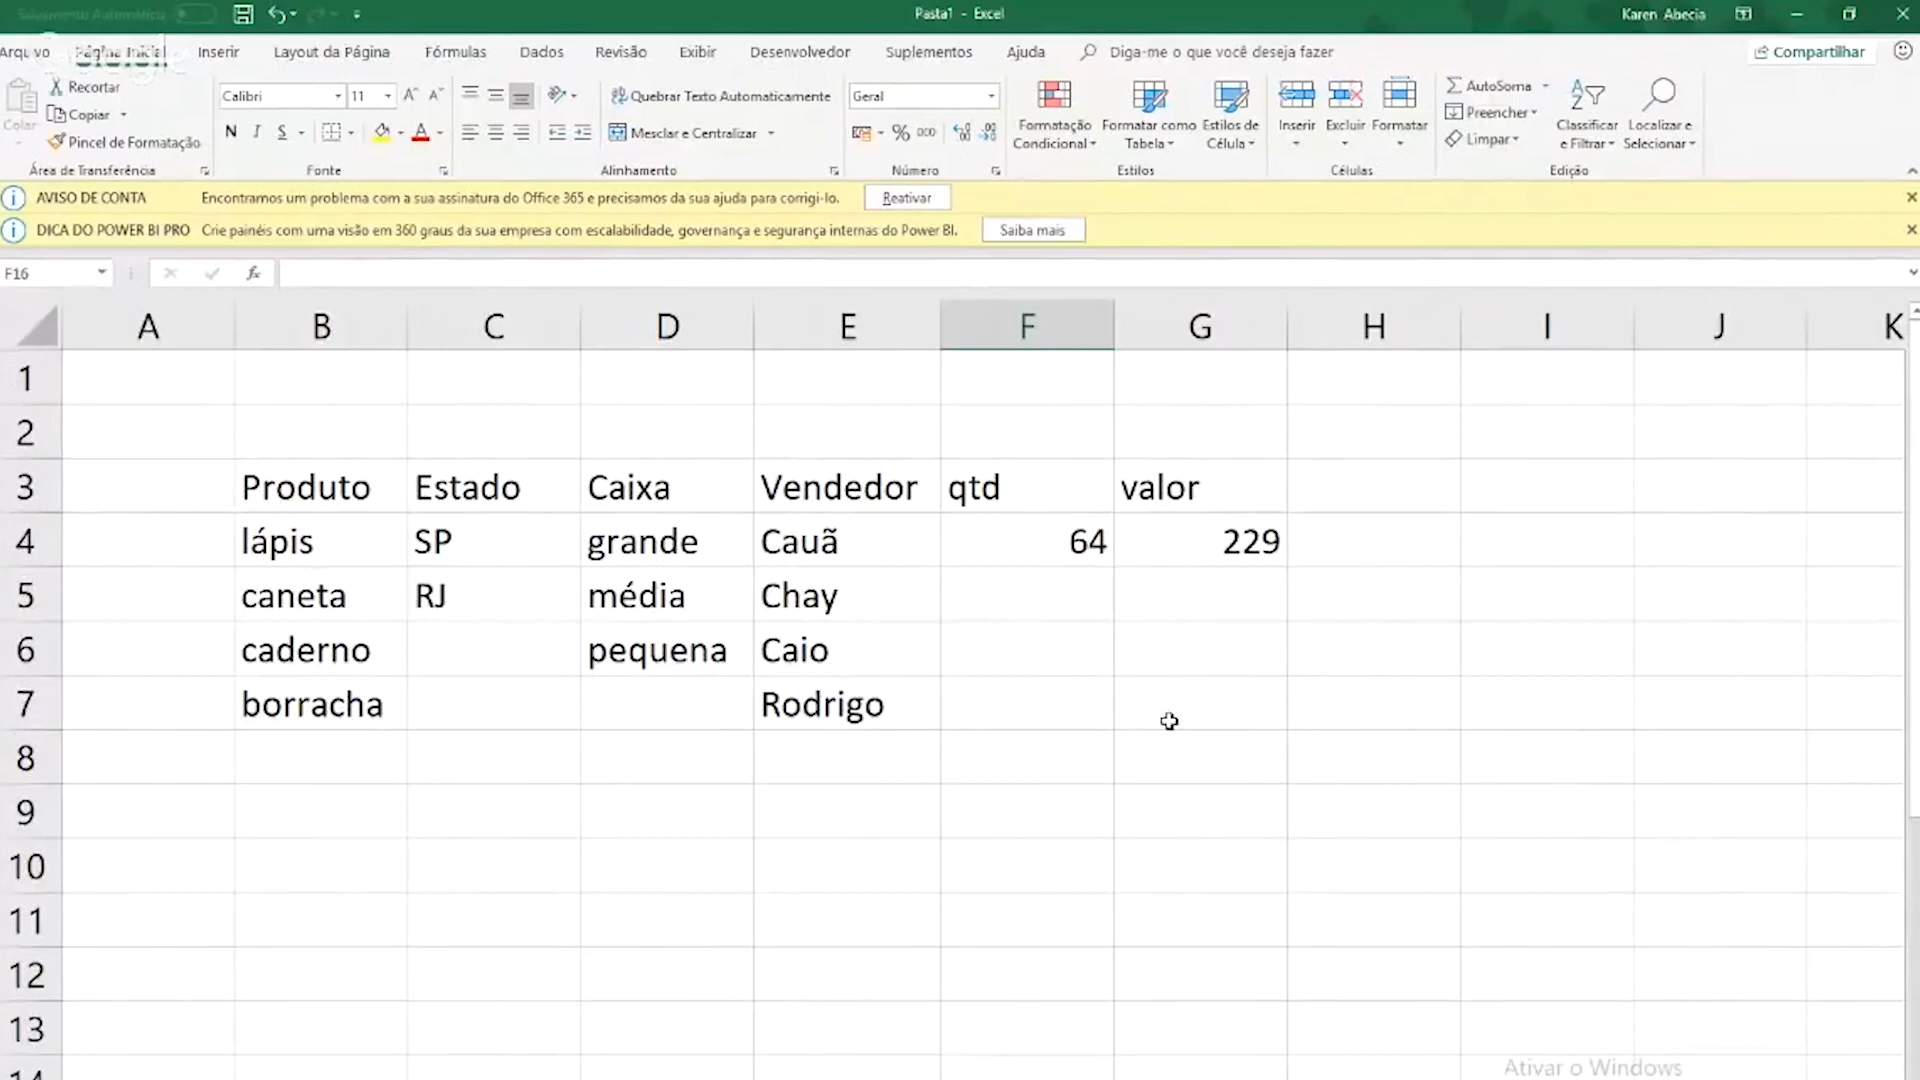 Salvamento Automático
Pasta1 - Excel
Karen Abecia
Arquivo Página Inicial Inserir Layout da Página Fórmulas Dados Revisão Exibir Desenvolvedor Suplementos Ajuda Diga-me o que você deseja fazer Compartilhar
Colar
Recortar
Copiar
Pincel de Formatação
Área de Transferência
Calibri 11
N I S A
Fonte
Quebrar Texto Automaticamente
Mesclar e Centralizar
Alinhamento
Geral
% 000
Número
Formatação Condicional
Formatar como Tabela
Estilos de Célula
Estilos
Inserir Excluir Formatar
Células
AutoSoma
Preencher
Limpar
Classificar e Filtrar
Localizar e Selecionar
Edição
AVISO DE CONTA Encontramos um problema com a sua assinatura do Office 365 e precisamos da sua ajuda para corrigi-lo. Reativar
DICA DO POWER BI PRO Crie painéis com uma visão em 360 graus da sua empresa com escalabilidade, governança e segurança internas do Power BI. Saiba mais
F16 fx
A B C D E F G H I J K
1
2
3 Produto Estado Caixa Vendedor qtd valor
4 lápis SP grande Cauã 64 229
5 caneta RJ média Chay
6 caderno pequena Caio
7 borracha Rodrigo
8
9
10
11
12
13
14
Ativar o Windows